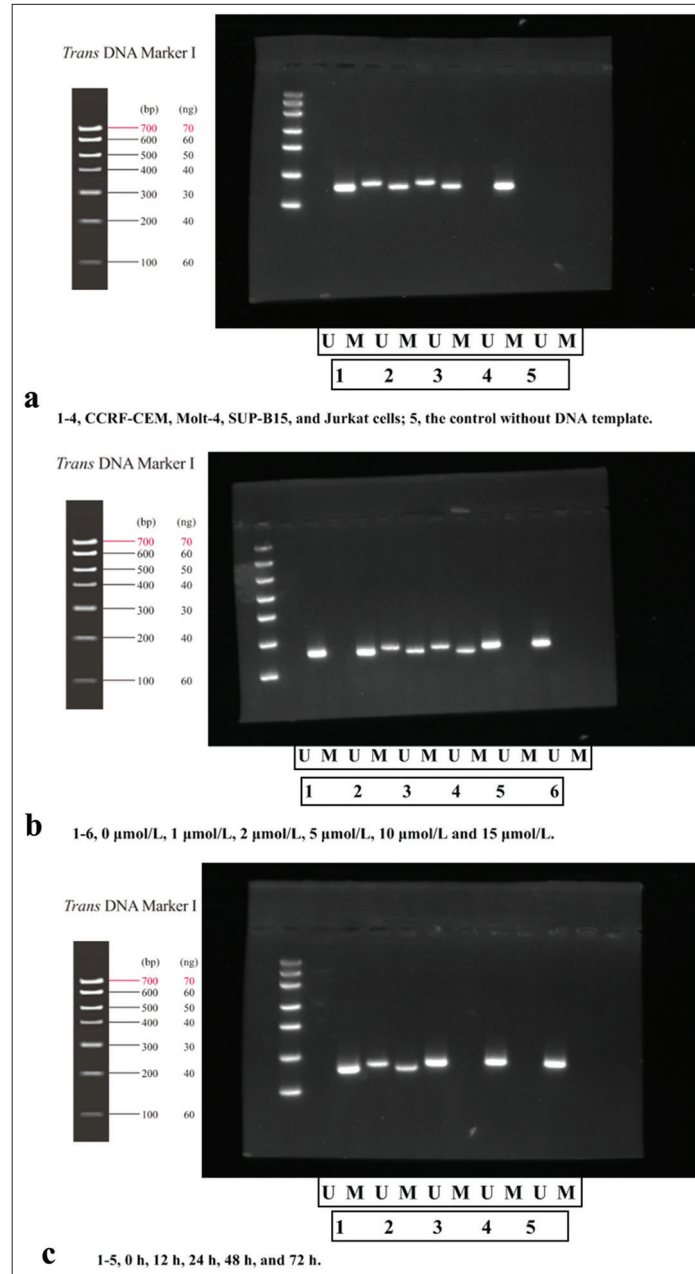 Trans DNA Marker I
(bp) (ng)
700 70
600 60
500 50
400 40
300 30
200 40
100 60
U M U M U M U M U M
1 2 3 4 5
a
1-4, CCRF-CEM, Molt-4, SUP-B15, and Jurkat cells; 5, the control without DNA template.
Trans DNA Marker I
(bp) (ng)
700 70
600 60
500 50
400 40
300 30
200 40
100 60
U M U M U M U M U M U M
1 2 3 4 5 6
b
1-6, 0 μmol/L, 1 μmol/L, 2 μmol/L, 5 μmol/L, 10 μmol/L and 15 μmol/L.
Trans DNA Marker I
(bp) (ng)
700 70
600 60
500 50
400 40
300 30
200 40
100 60
U M U M U M U M U M
1 2 3 4 5
c
1-5, 0 h, 12 h, 24 h, 48 h, and 72 h.